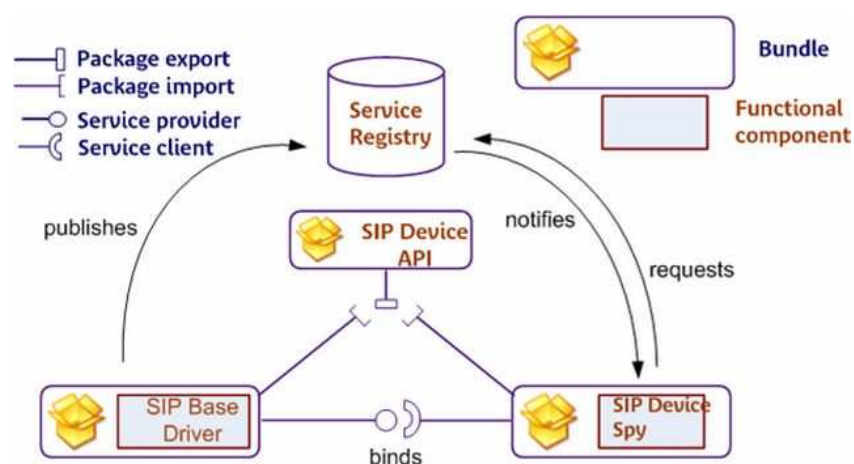 Package export
Package import
Service provider
Service client
Service
Registry
Bundle
Functional
component
publishes
notifies
requests
SIP Device
API
SIP Base
Driver
binds
SIP Device
Spy